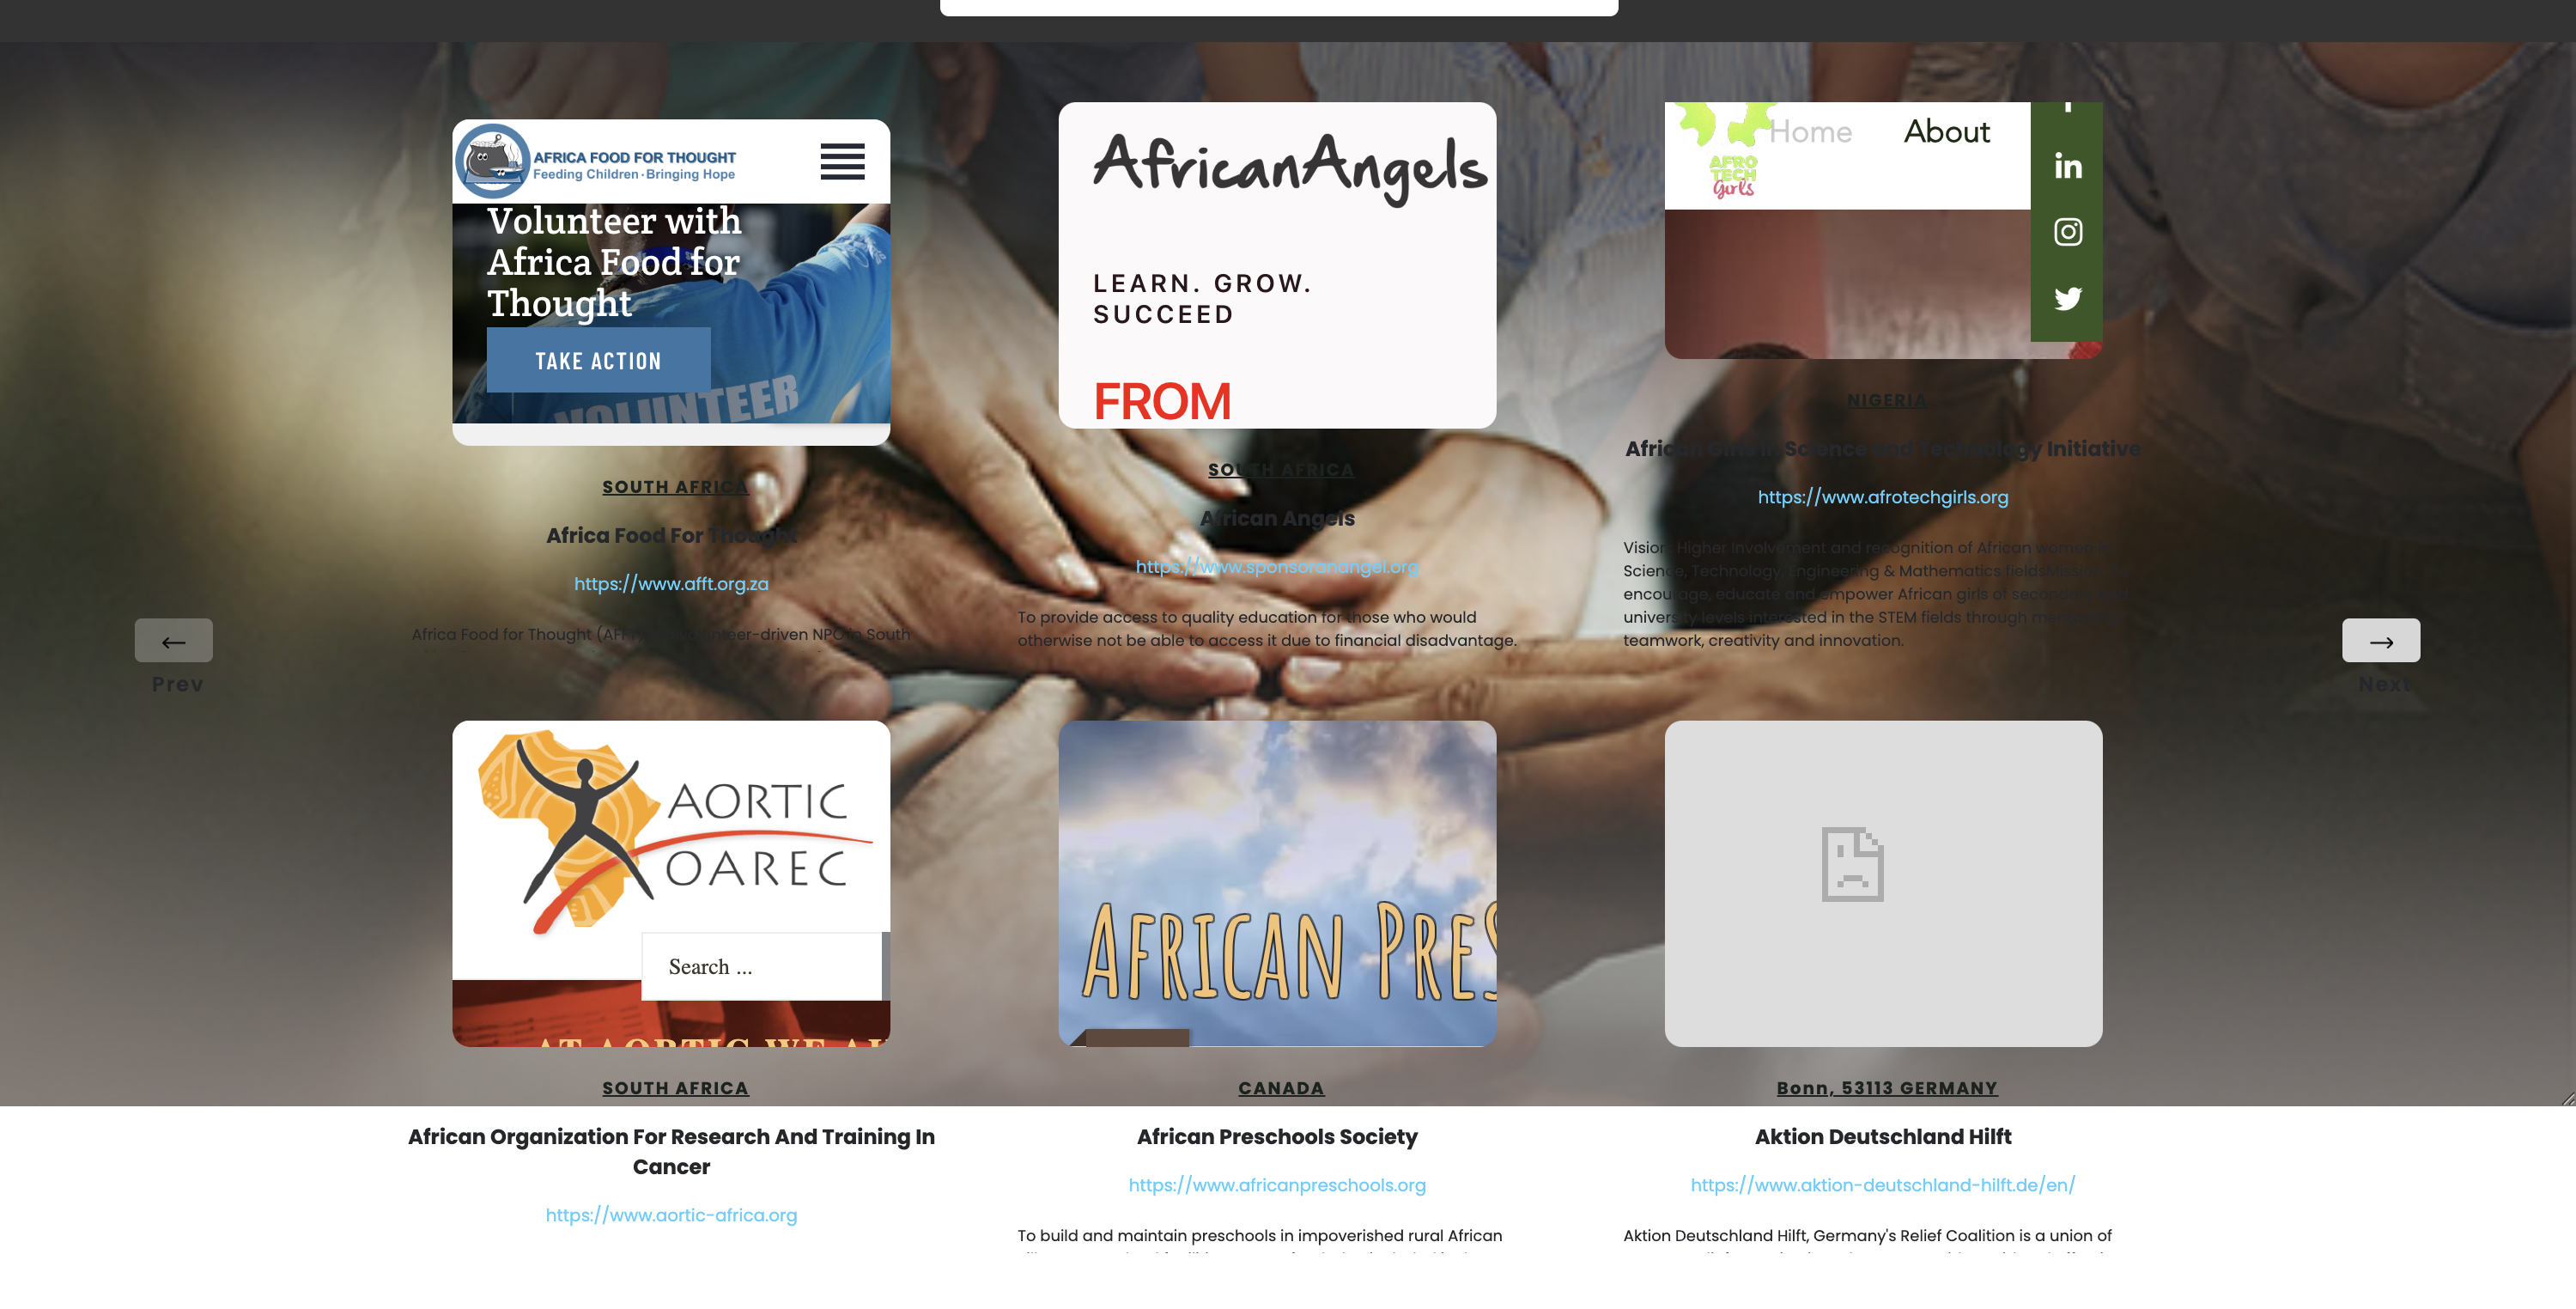 AFRICA FOOD FOR THOUGHT
Feeding Children · Bringing Hope
Volunteer with
Africa Food for
Thought
TAKE ACTION
VOLUNTEER
SOUTH AFRICA
Africa Food For Thought
https://www.afft.org.za
Africa Food for Thought (AFFT) is a volunteer-driven NPO in South
AfricanAngels
LEARN. GROW.
SUCCEED
FROM
SOUTH AFRICA
African Angels
https://www.sponsoranangel.org
To provide access to quality education for those who would
otherwise not be able to access it due to financial disadvantage.
Home About
AFRO
TECH
Girls
in
NIGERIA
African Girls In Science and Technology Initiative
https://www.afrotechgirls.org
Vision: Higher involvement and recognition of African women in
Science, Technology, Engineering & Mathematics fields
encourage, educate and empower African girls of secondary and
university levels interested in the STEM fields through
teamwork, creativity and innovation.
←
Prev
→
Next
AORTIC
OAREC
Search ...
AT AORTIC WE
SOUTH AFRICA
African Organization For Research And Training In
Cancer
https://www.aortic-africa.org
AFRICAN PRES
CANADA
African Preschools Society
https://www.africanpreschools.org
To build and maintain preschools in impoverished rural African
Bonn, 53113 GERMANY
Aktion Deutschland Hilft
https://www.aktion-deutschland-hilft.de/en/
Aktion Deutschland Hilft, Germany's Relief Coalition is a union of